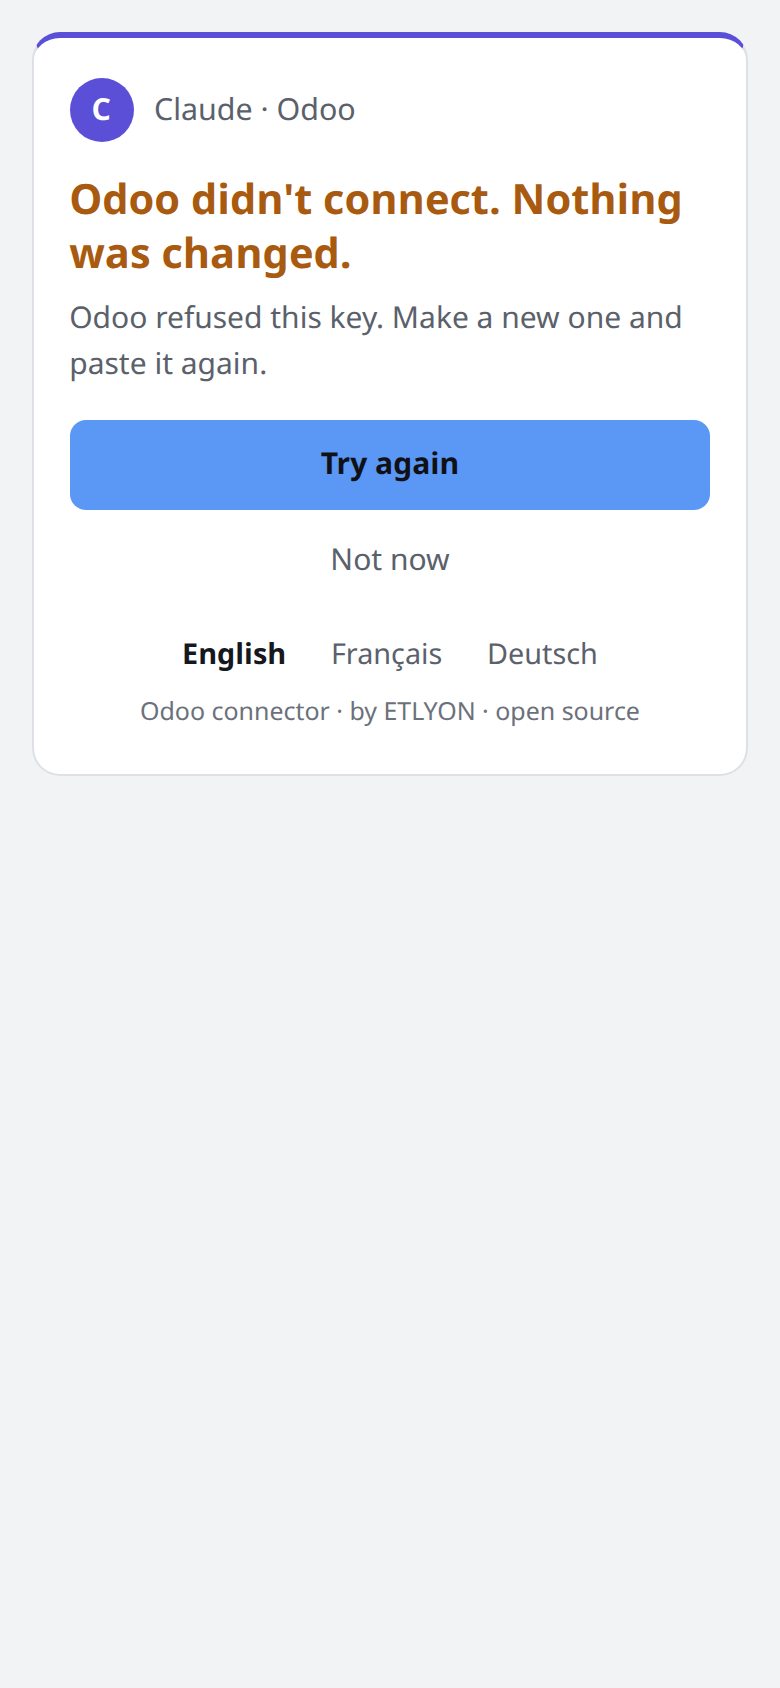 C
Claude · Odoo
Odoo didn't connect. Nothing
was changed.
Odoo refused this key. Make a new one and
paste it again.
Try again
Not now
English Français Deutsch
Odoo connector · by ETLYON · open source